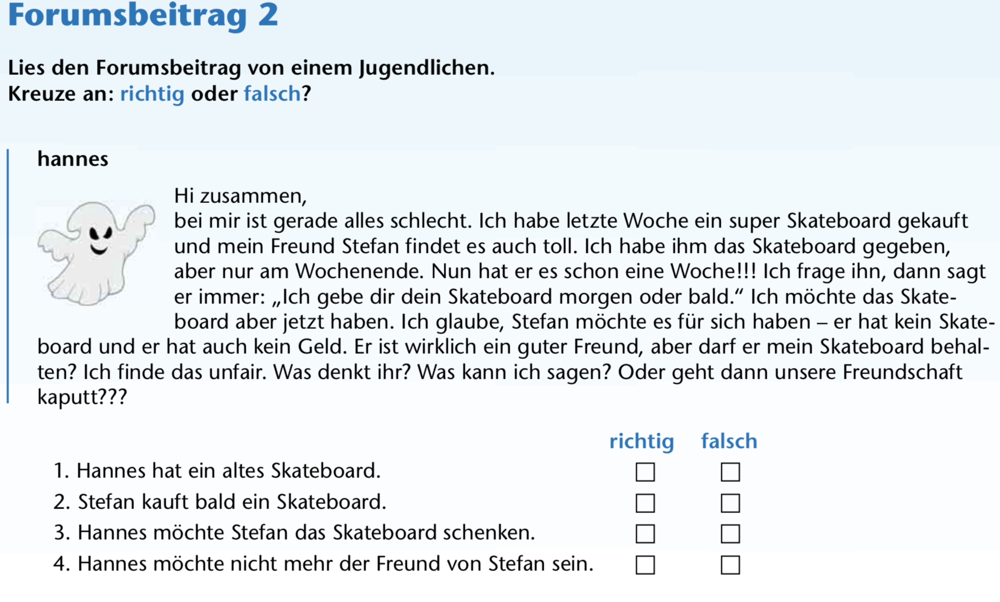 Forumsbeitrag 2
Lies den Forumsbeitrag von einem Jugendlichen.
Kreuze an: richtig oder falsch?
hannes
Hi zusammen,
bei mir ist gerade alles schlecht. Ich habe letzte Woche ein super Skateboard gekauft
und mein Freund Stefan findet es auch toll. Ich habe ihm das Skateboard gegeben,
aber nur am Wochenende. Nun hat er es schon eine Woche!!! Ich frage ihn, dann sagt
er immer: „Ich gebe dir dein Skateboard morgen oder bald.“ Ich möchte das Skate-
board aber jetzt haben. Ich glaube, Stefan möchte es für sich haben – er hat kein Skate-
board und er hat auch kein Geld. Er ist wirklich ein guter Freund, aber darf er mein Skateboard behal-
ten? Ich finde das unfair. Was denkt ihr? Was kann ich sagen? Oder geht dann unsere Freundschaft
kaputt???
richtig falsch
1. Hannes hat ein altes Skateboard.
2. Stefan kauft bald ein Skateboard.
3. Hannes möchte Stefan das Skateboard schenken.
4. Hannes möchte nicht mehr der Freund von Stefan sein.